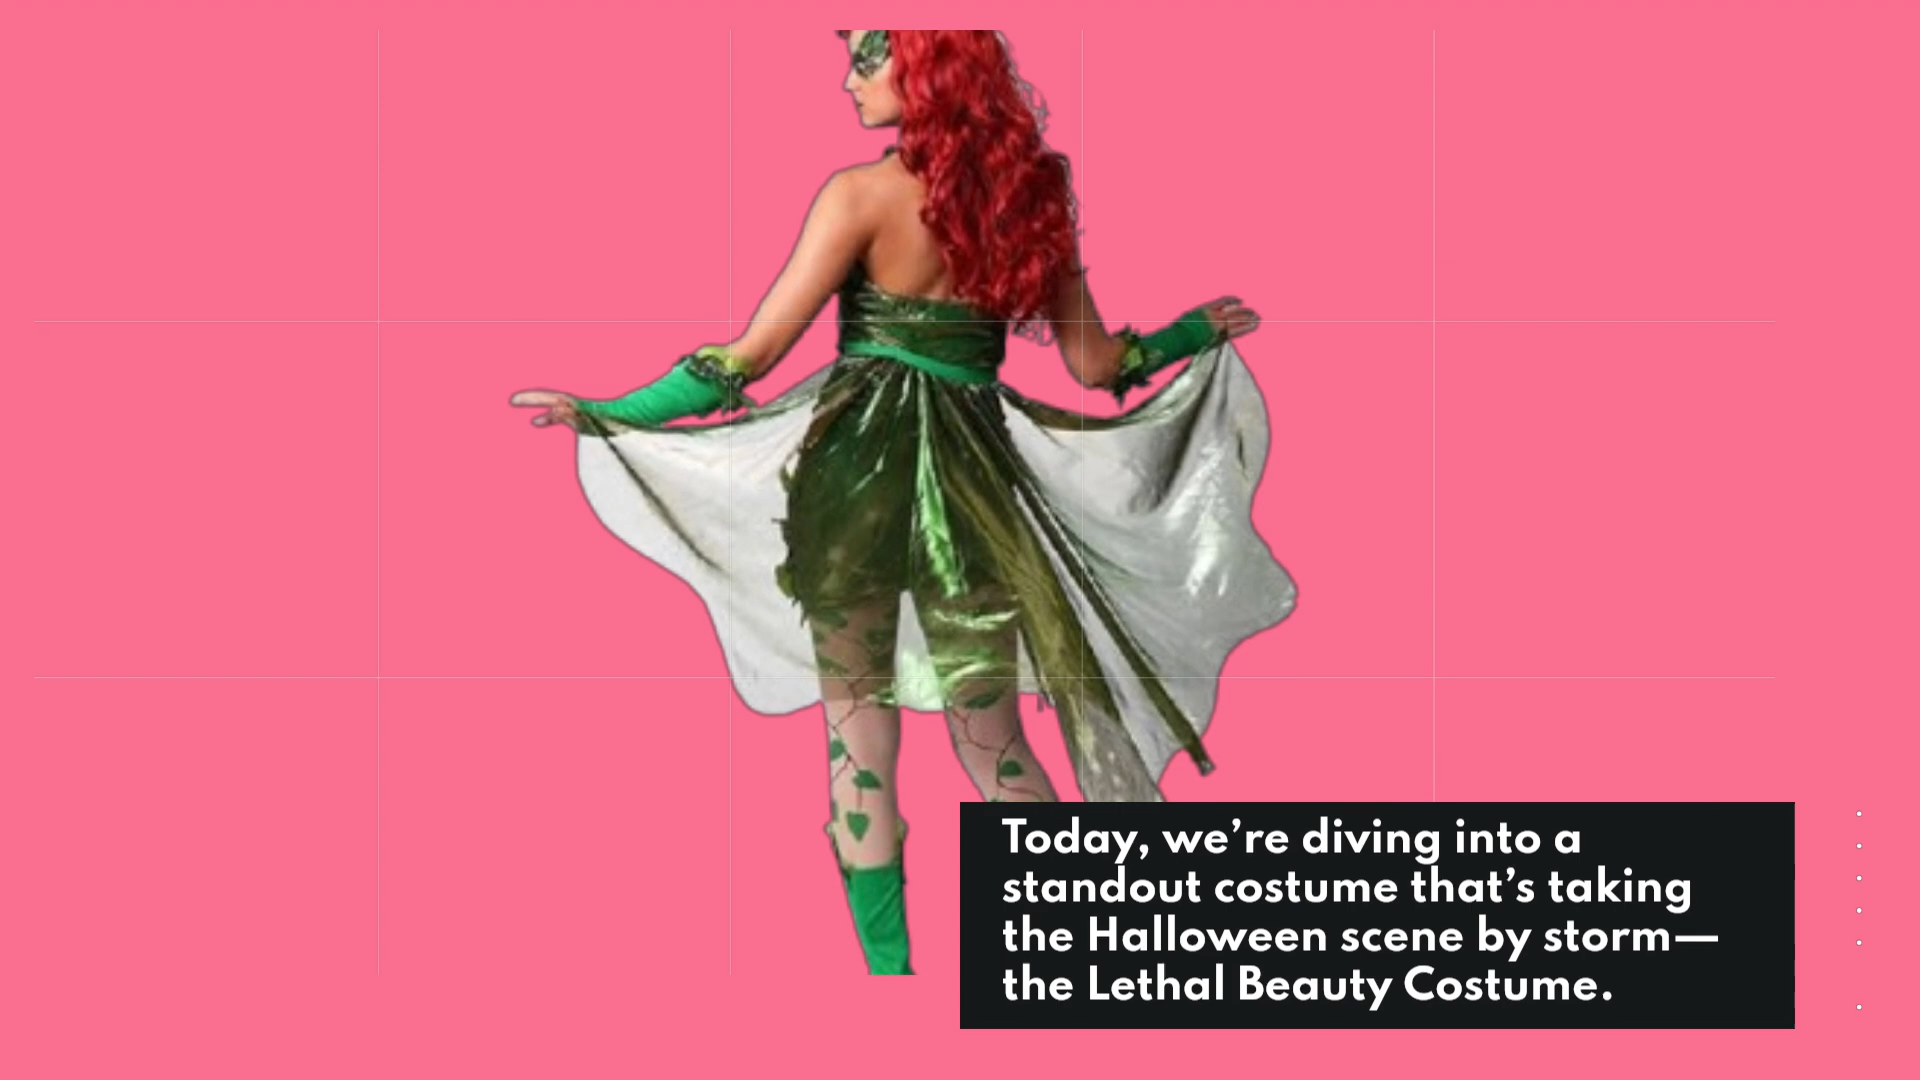 Today, we’re diving into a
standout costume that’s taking
the Halloween scene by storm—
the Lethal Beauty Costume.